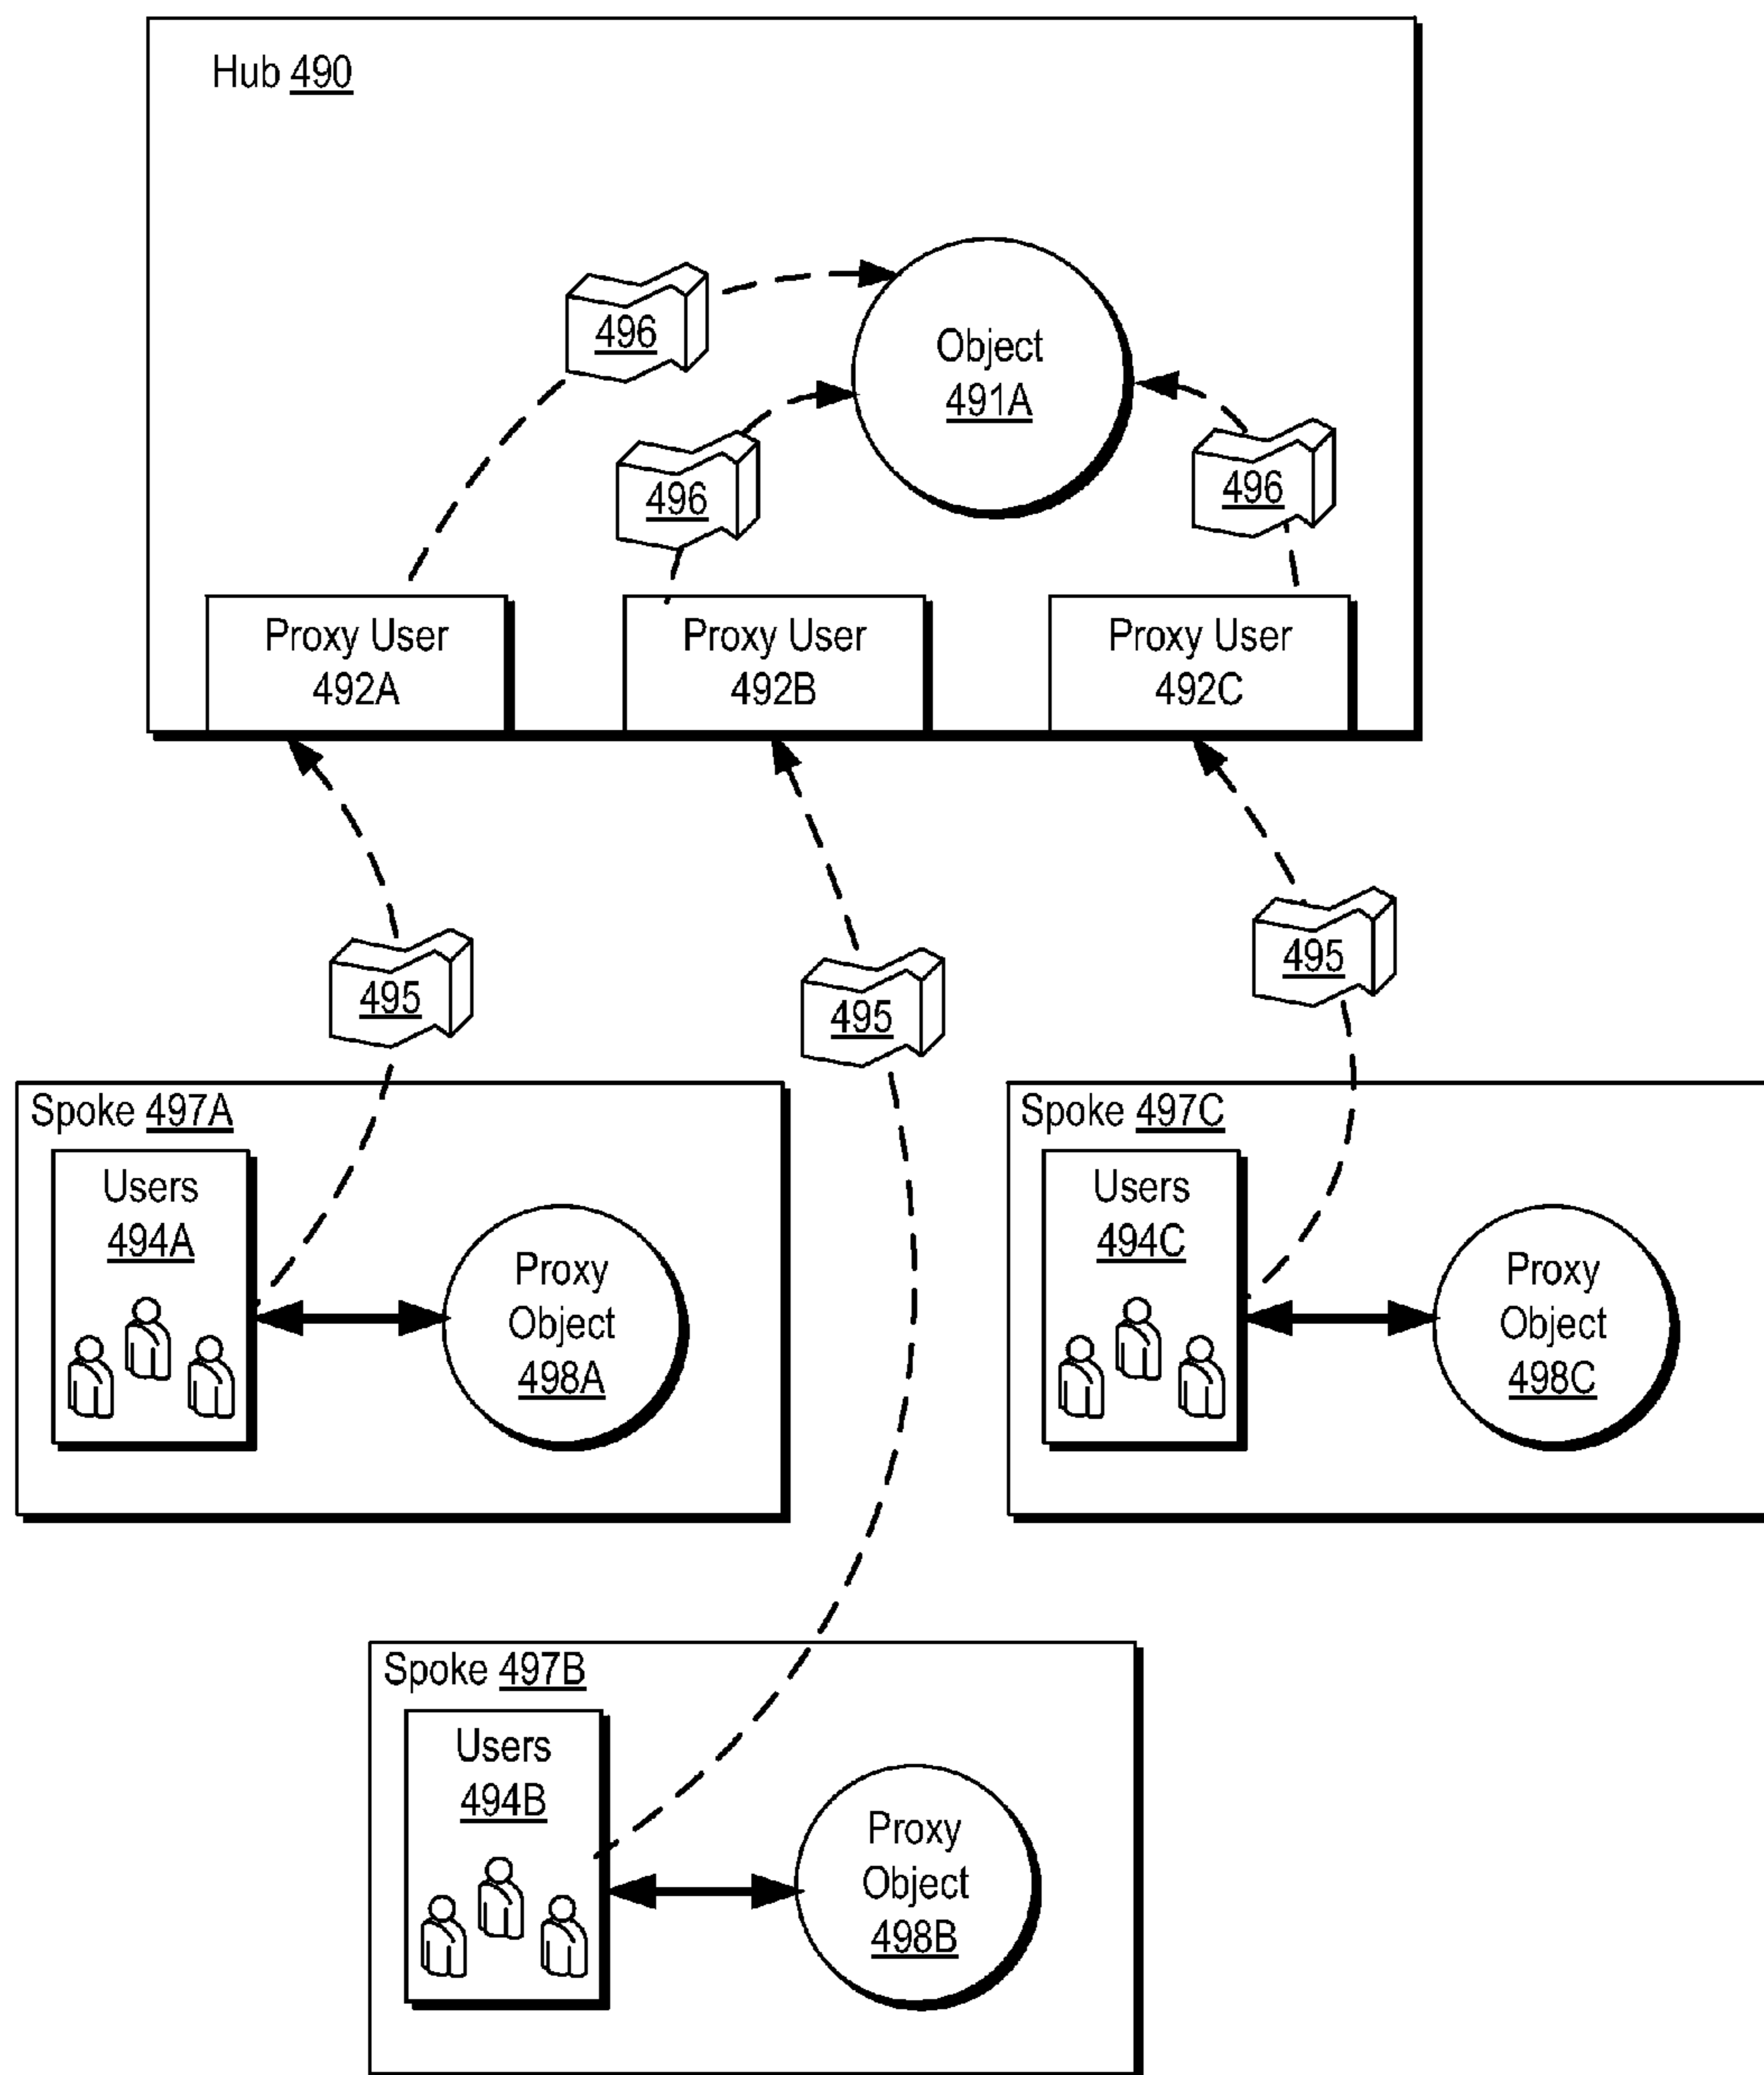 Hub 490
496
Object
491A
496
496
Proxy User
492A
Proxy User
492B
Proxy User
492C
495
495
495
Spoke 497A
Users
494A
Proxy
Object
498A
Spoke 497C
Users
494C
Proxy
Object
498C
Spoke 497B
Users
494B
Proxy
Object
498B